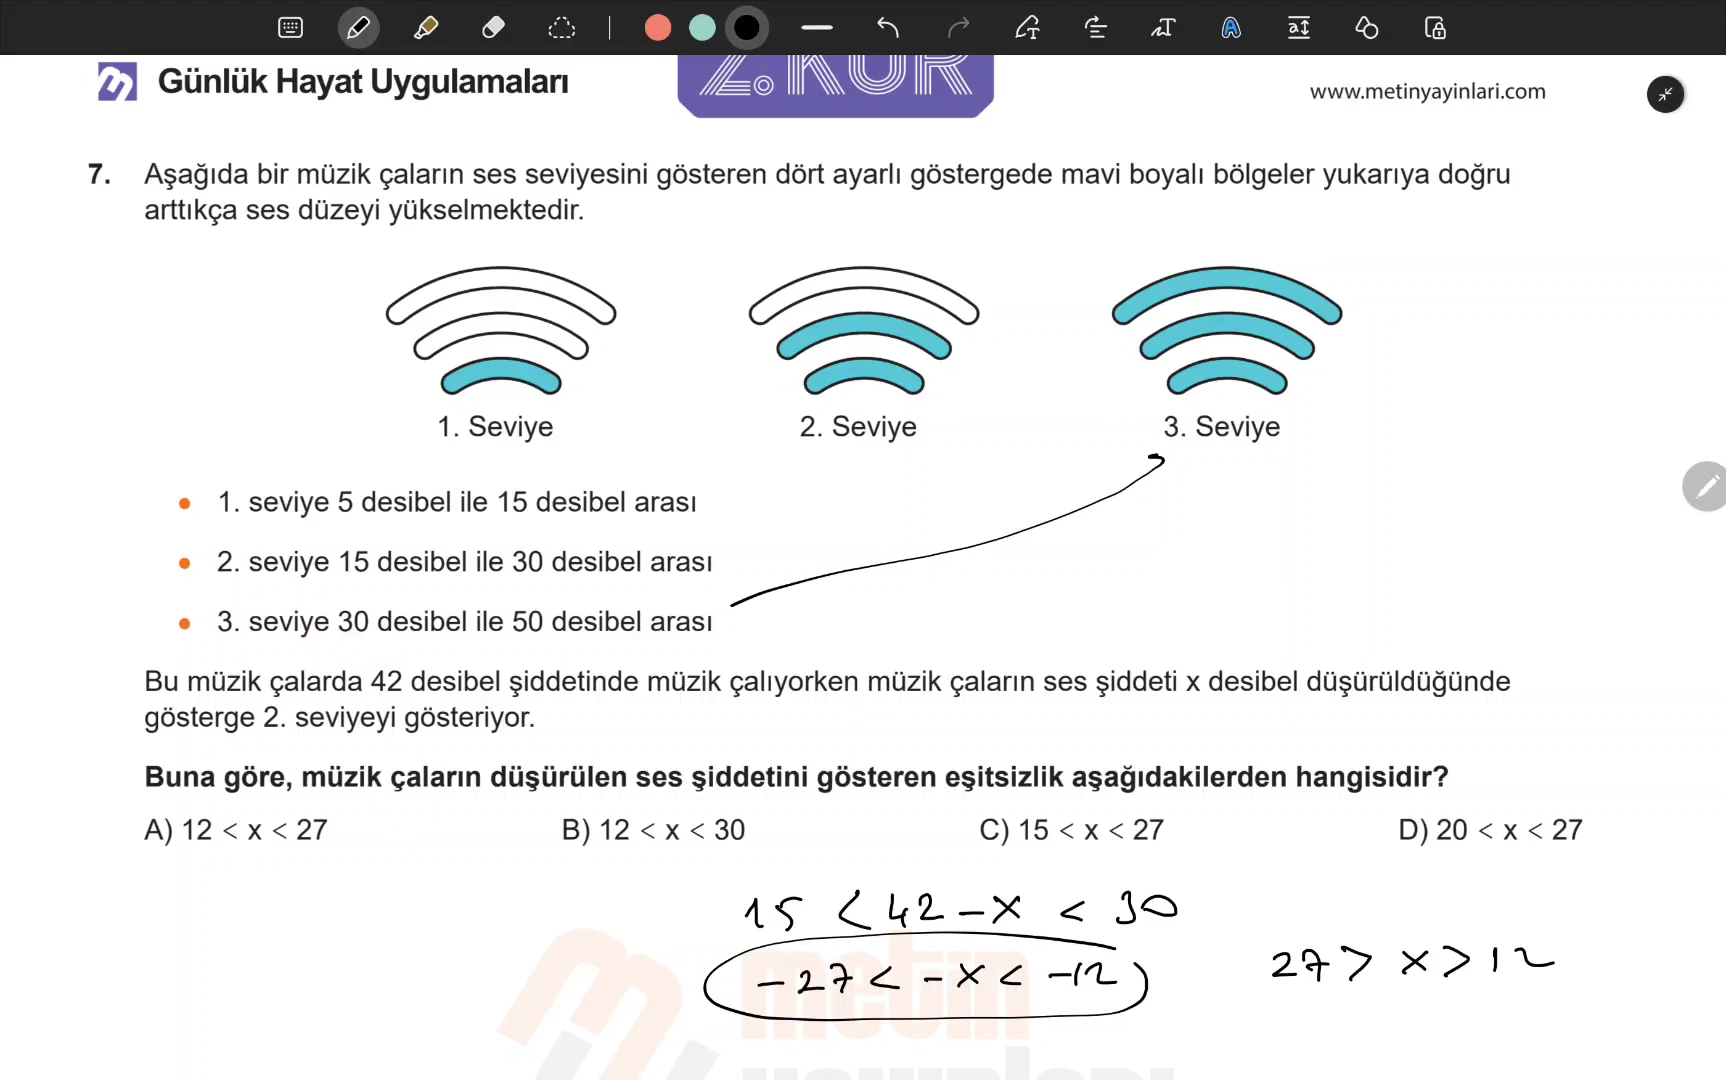 Günlük Hayat Uygulamaları
2. KUR
www.metinyayinlari.com
7. Aşağıda bir müzik çaların ses seviyesini gösteren dört ayarlı göstergede mavi boyalı bölgeler yukarıya doğru
arttıkça ses düzeyi yükselmektedir.
1. Seviye
2. Seviye
3. Seviye
• 1. seviye 5 desibel ile 15 desibel arası
• 2. seviye 15 desibel ile 30 desibel arası
• 3. seviye 30 desibel ile 50 desibel arası
Bu müzik çalarda 42 desibel şiddetinde müzik çalıyorken müzik çaların ses şiddeti x desibel düşürüldüğünde
gösterge 2. seviyeyi gösteriyor.
Buna göre, müzik çaların düşürülen ses şiddetini gösteren eşitsizlik aşağıdakilerden hangisidir?
A) 12 < x < 27
B) 12 < x < 30
C) 15 < x < 27
D) 20 < x < 27
15 < 42 - x < 30
-27 < -x < -12
27 > x > 12
metin
yayınları